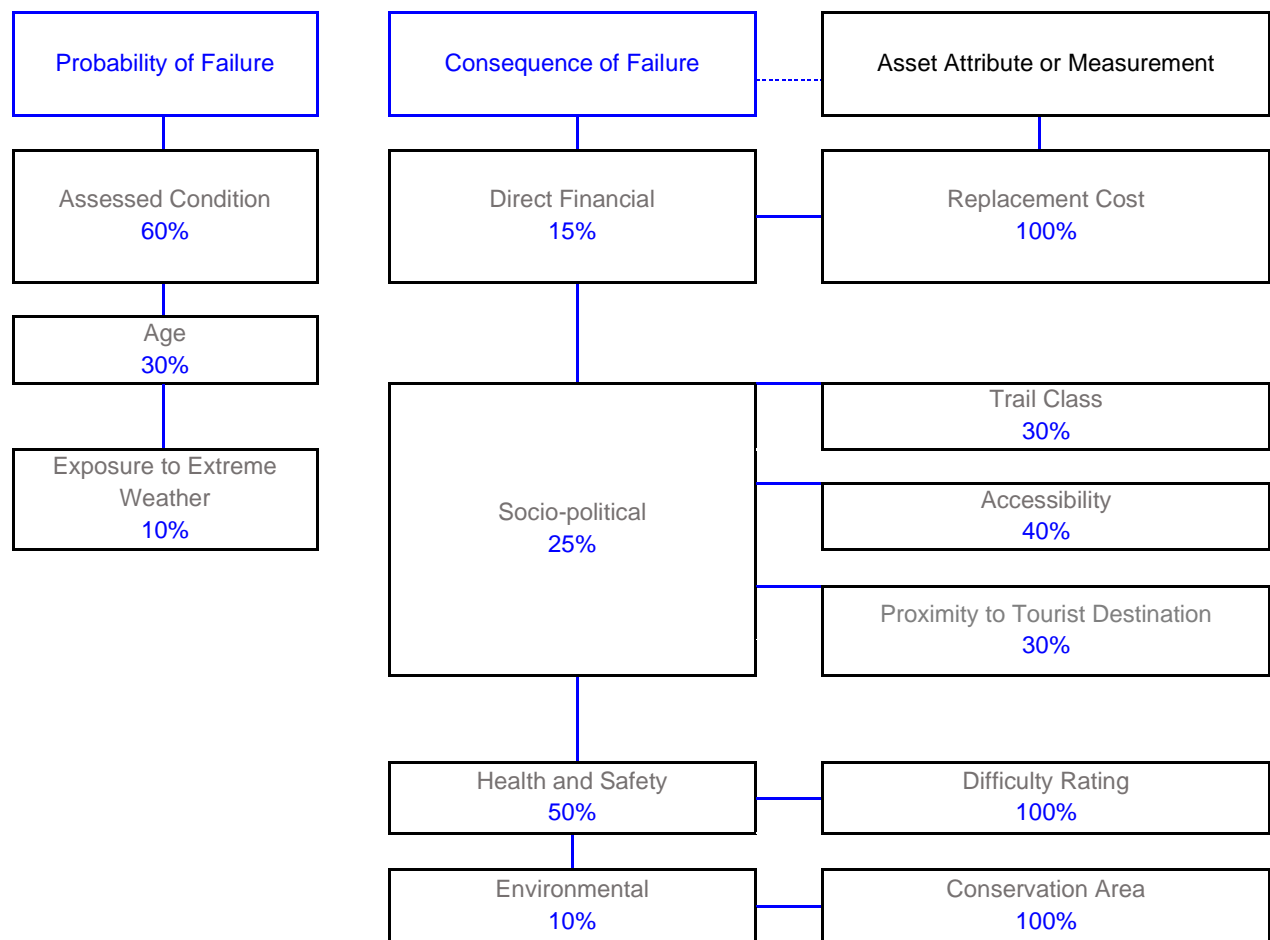 Probability of Failure
Consequence of Failure
Asset Attribute or Measurement
Assessed Condition
60%
Direct Financial
15%
Replacement Cost
100%
Age
30%
Exposure to Extreme
Weather
10%
Socio-political
25%
Trail Class
30%
Accessibility
40%
Proximity to Tourist Destination
30%
Health and Safety
50%
Difficulty Rating
100%
Environmental
10%
Conservation Area
100%